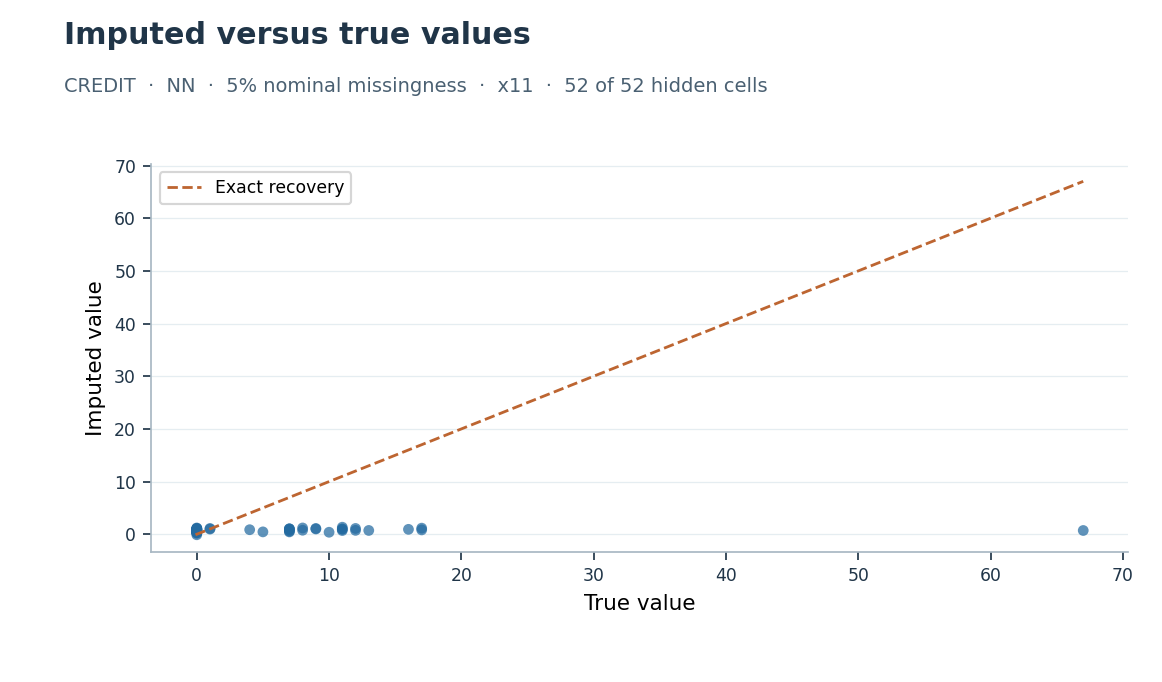 Imputed versus true values
CREDIT · NN · 5% nominal missingness · x11 · 52 of 52 hidden cells
70
60
50
40
30
20
10
0
Exact recovery
Imputed value
0 10 20 30 40 50 60 70
True value